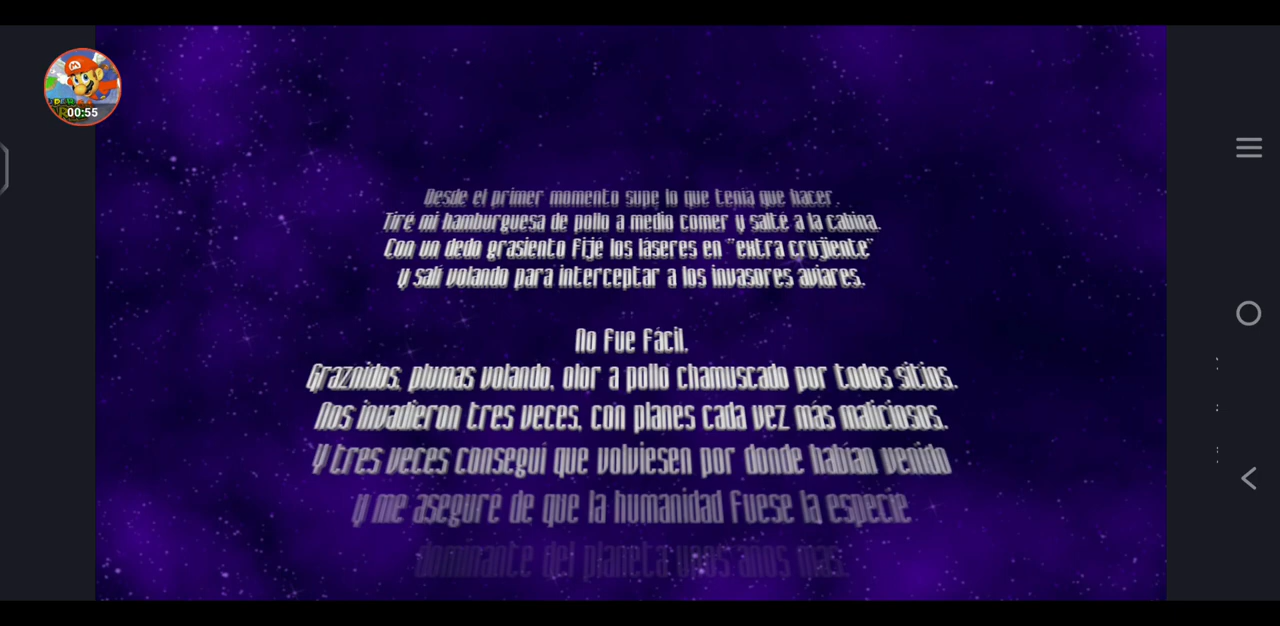 00:55
Desde el primer momento supe lo que tenía que hacer.
Tiré mi hamburguesa de pollo a medio comer y salté a la cabina.
Con un dedo grasiento fijé los láseres en "extra crujiente"
y salí volando para interceptar a los invasores aviares.
No fue fácil.
Graznidos, plumas volando, olor a pollo chamuscado por todos sitios.
Nos invadieron tres veces, con planes cada vez más maliciosos.
Y tres veces conseguí que volviesen por donde habían venido
y me aseguré de que la humanidad fuese la especie
dominante del planeta unos años más.